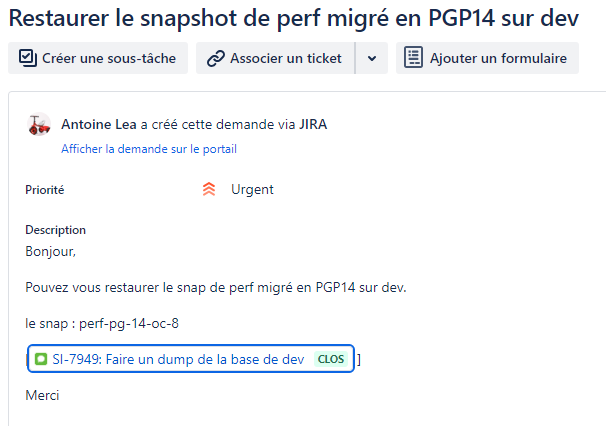 Restaurer le snapshot de perf migré en PGP14 sur dev
Créer une sous-tâche Associer un ticket Ajouter un formulaire
Antoine Lea a créé cette demande via JIRA
Afficher la demande sur le portail
Priorité Urgent
Description
Bonjour,
Pouvez vous restaurer le snap de perf migré en PGP14 sur dev.
le snap : perf-pg-14-oc-8
[ SI-7949: Faire un dump de la base de dev CLOS ]
Merci